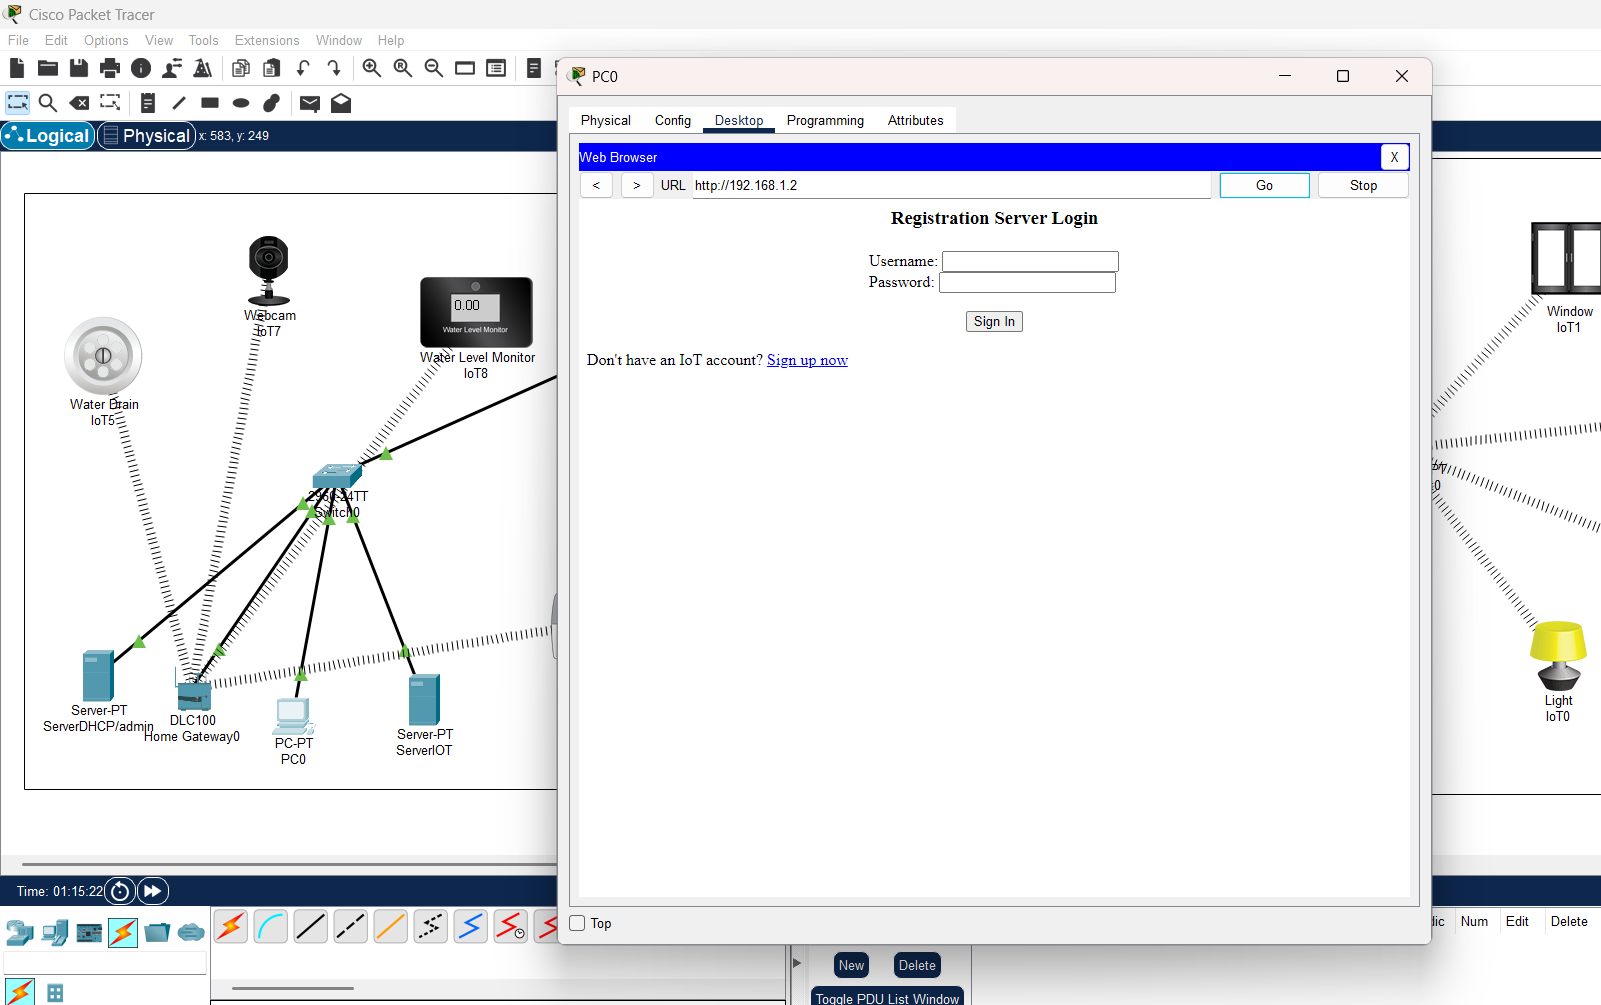 Cisco Packet Tracer
File Edit Options View Tools Extensions Window Help
Logical Physical x: 583, y: 249
Webcam
IoT7
0.00
Water Level Monitor
Water Level Monitor
IoT8
Water Drain
IoT5
2960-24TT
Switch0
Server-PT
ServerDHCP/admin
DLC100
Home Gateway0
PC-PT
PC0
Server-PT
ServerIOT
PC0
Physical Config Desktop Programming Attributes
Web Browser X
< > URL http://192.168.1.2 Go Stop
Registration Server Login
Username:
Password:
Sign In
Don't have an IoT account? Sign up now
Top
Window
IoT1
Light
IoT0
Time: 01:15:22
Num Edit Delete
New Delete
Toggle PDU List Window